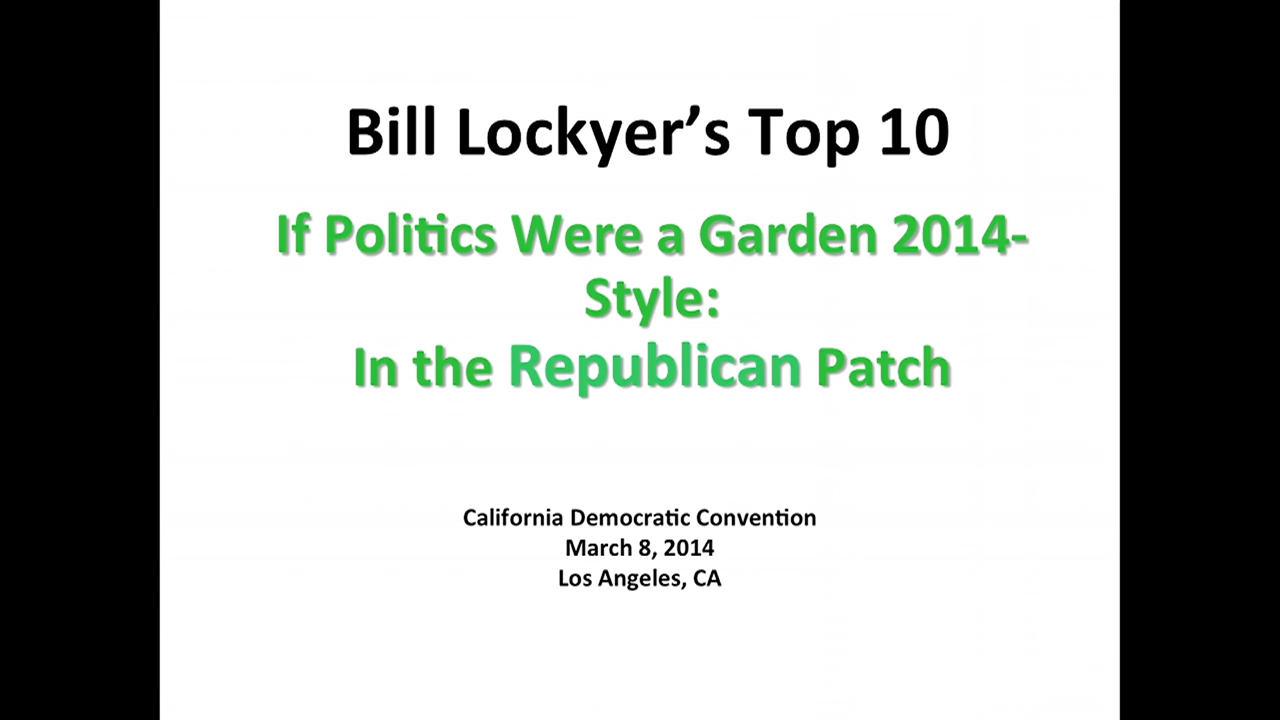 Bill Lockyer’s Top 10
If Politics Were a Garden 2014-
Style:
In the Republican Patch
California Democratic Convention
March 8, 2014
Los Angeles, CA